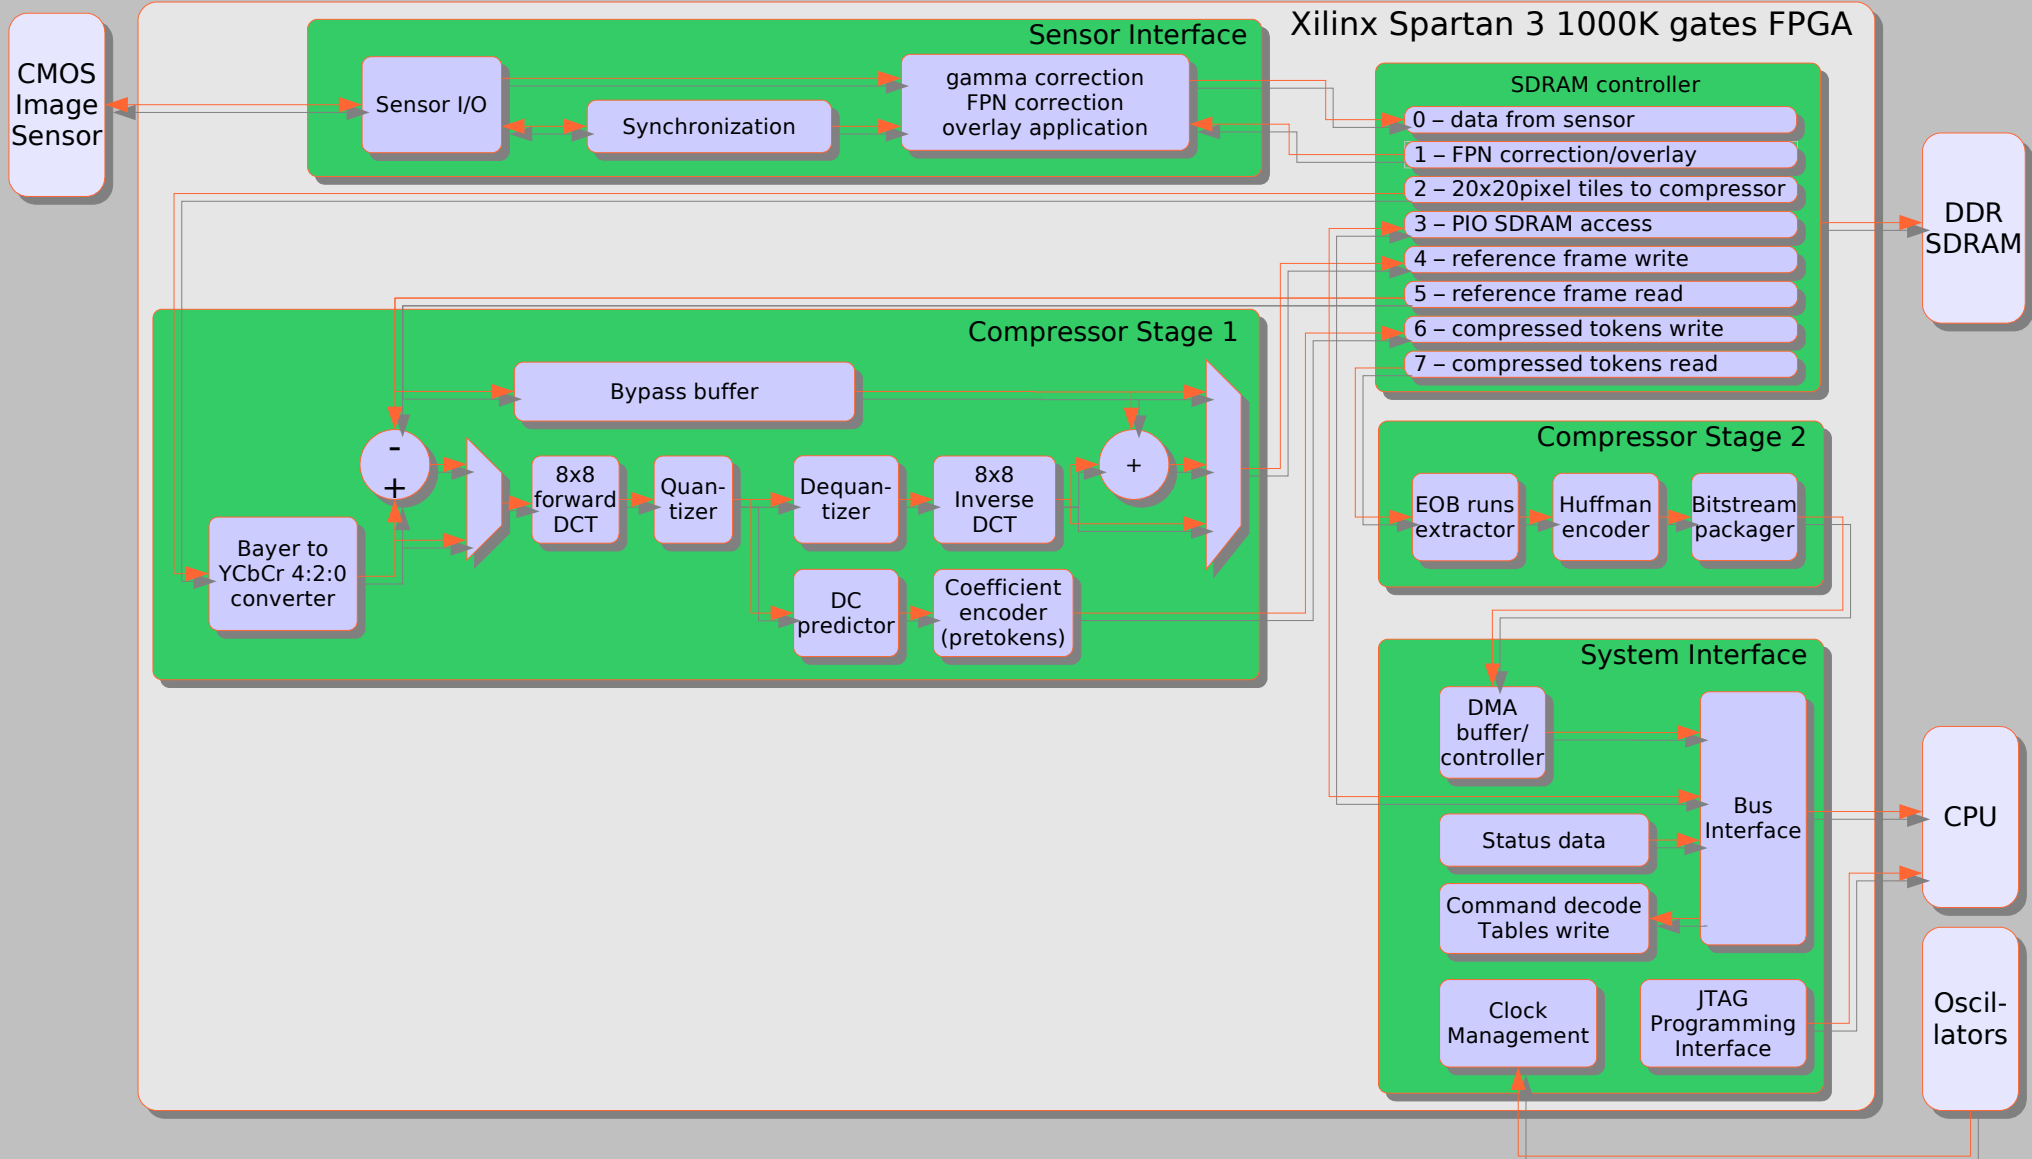 Xilinx Spartan 3 1000K gates FPGA
CMOS
Image
Sensor
Sensor Interface
Sensor I/O
Synchronization
gamma correction
FPN correction
overlay application
SDRAM controller
0 – data from sensor
1 – FPN correction/overlay
2 – 20x20pixel tiles to compressor
3 – PIO SDRAM access
4 – reference frame write
5 – reference frame read
6 – compressed tokens write
7 – compressed tokens read
DDR
SDRAM
Compressor Stage 1
Bypass buffer
-
+
8x8
forward
DCT
Quan-
tizer
Dequan-
tizer
8x8
Inverse
DCT
+
Bayer to
YCbCr 4:2:0
converter
DC
predictor
Coefficient
encoder
(pretokens)
Compressor Stage 2
EOB runs
extractor
Huffman
encoder
Bitstream
packager
System Interface
DMA
buffer/
controller
Bus
Interface
Status data
Command decode
Tables write
Clock
Management
JTAG
Programming
Interface
CPU
Oscil-
lators